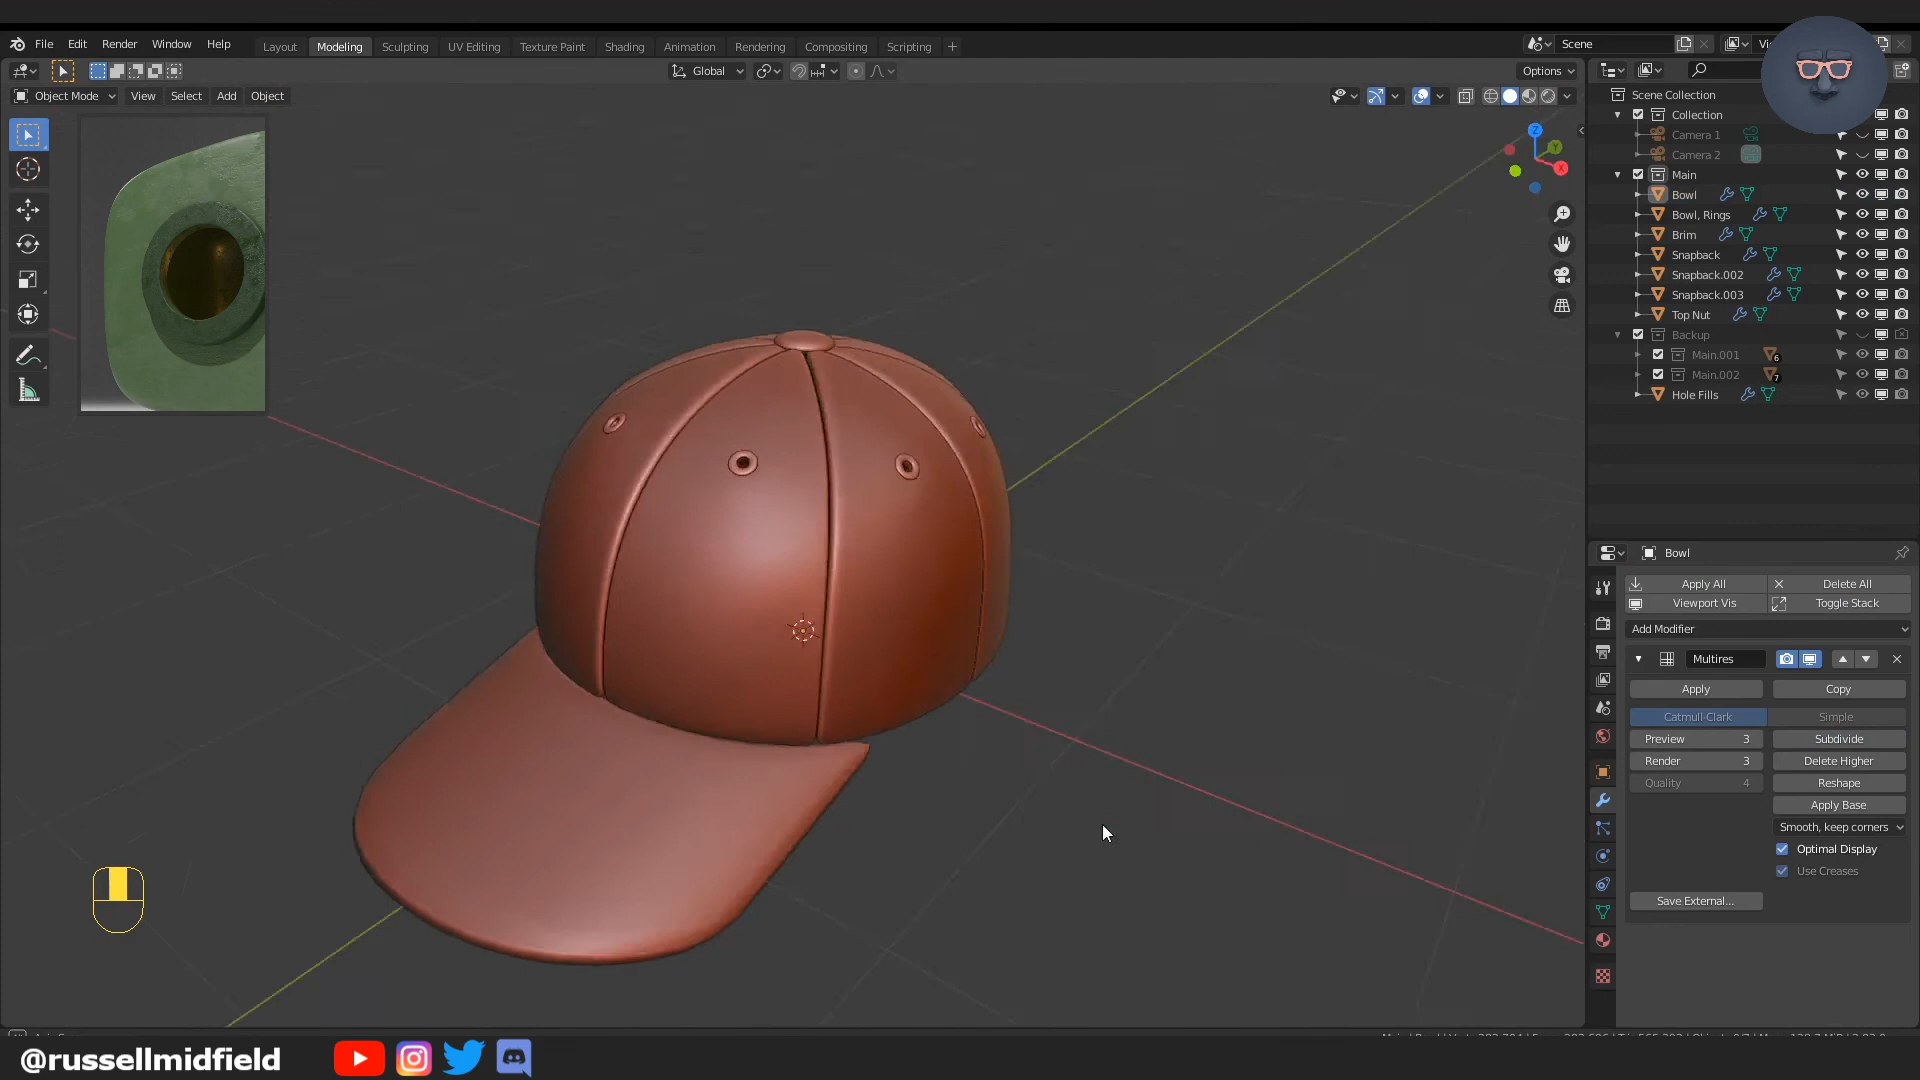 File Edit Render Window Help
Layout Modeling Sculpting UV Editing Texture Paint Shading Animation Rendering Compositing Scripting +
Scene
Global
Options
Object Mode View Select Add Object
Z
Y
X
Scene Collection
Collection
Camera 1
Camera 2
Main
Bowl
Bowl, Rings
Brim
Snapback
Snapback.002
Snapback.003
Top Nut
Backup
Main.001 6
Main.002 7
Hole Fills
Bowl
Apply All Delete All
Viewport Vis Toggle Stack
Add Modifier
Multires
Apply Copy
Catmull-Clark Simple
Preview 3 Subdivide
Render 3 Delete Higher
Quality 4 Reshape
Apply Base
Smooth, keep corners
Optimal Display
Use Creases
Save External...
@russellmidfield